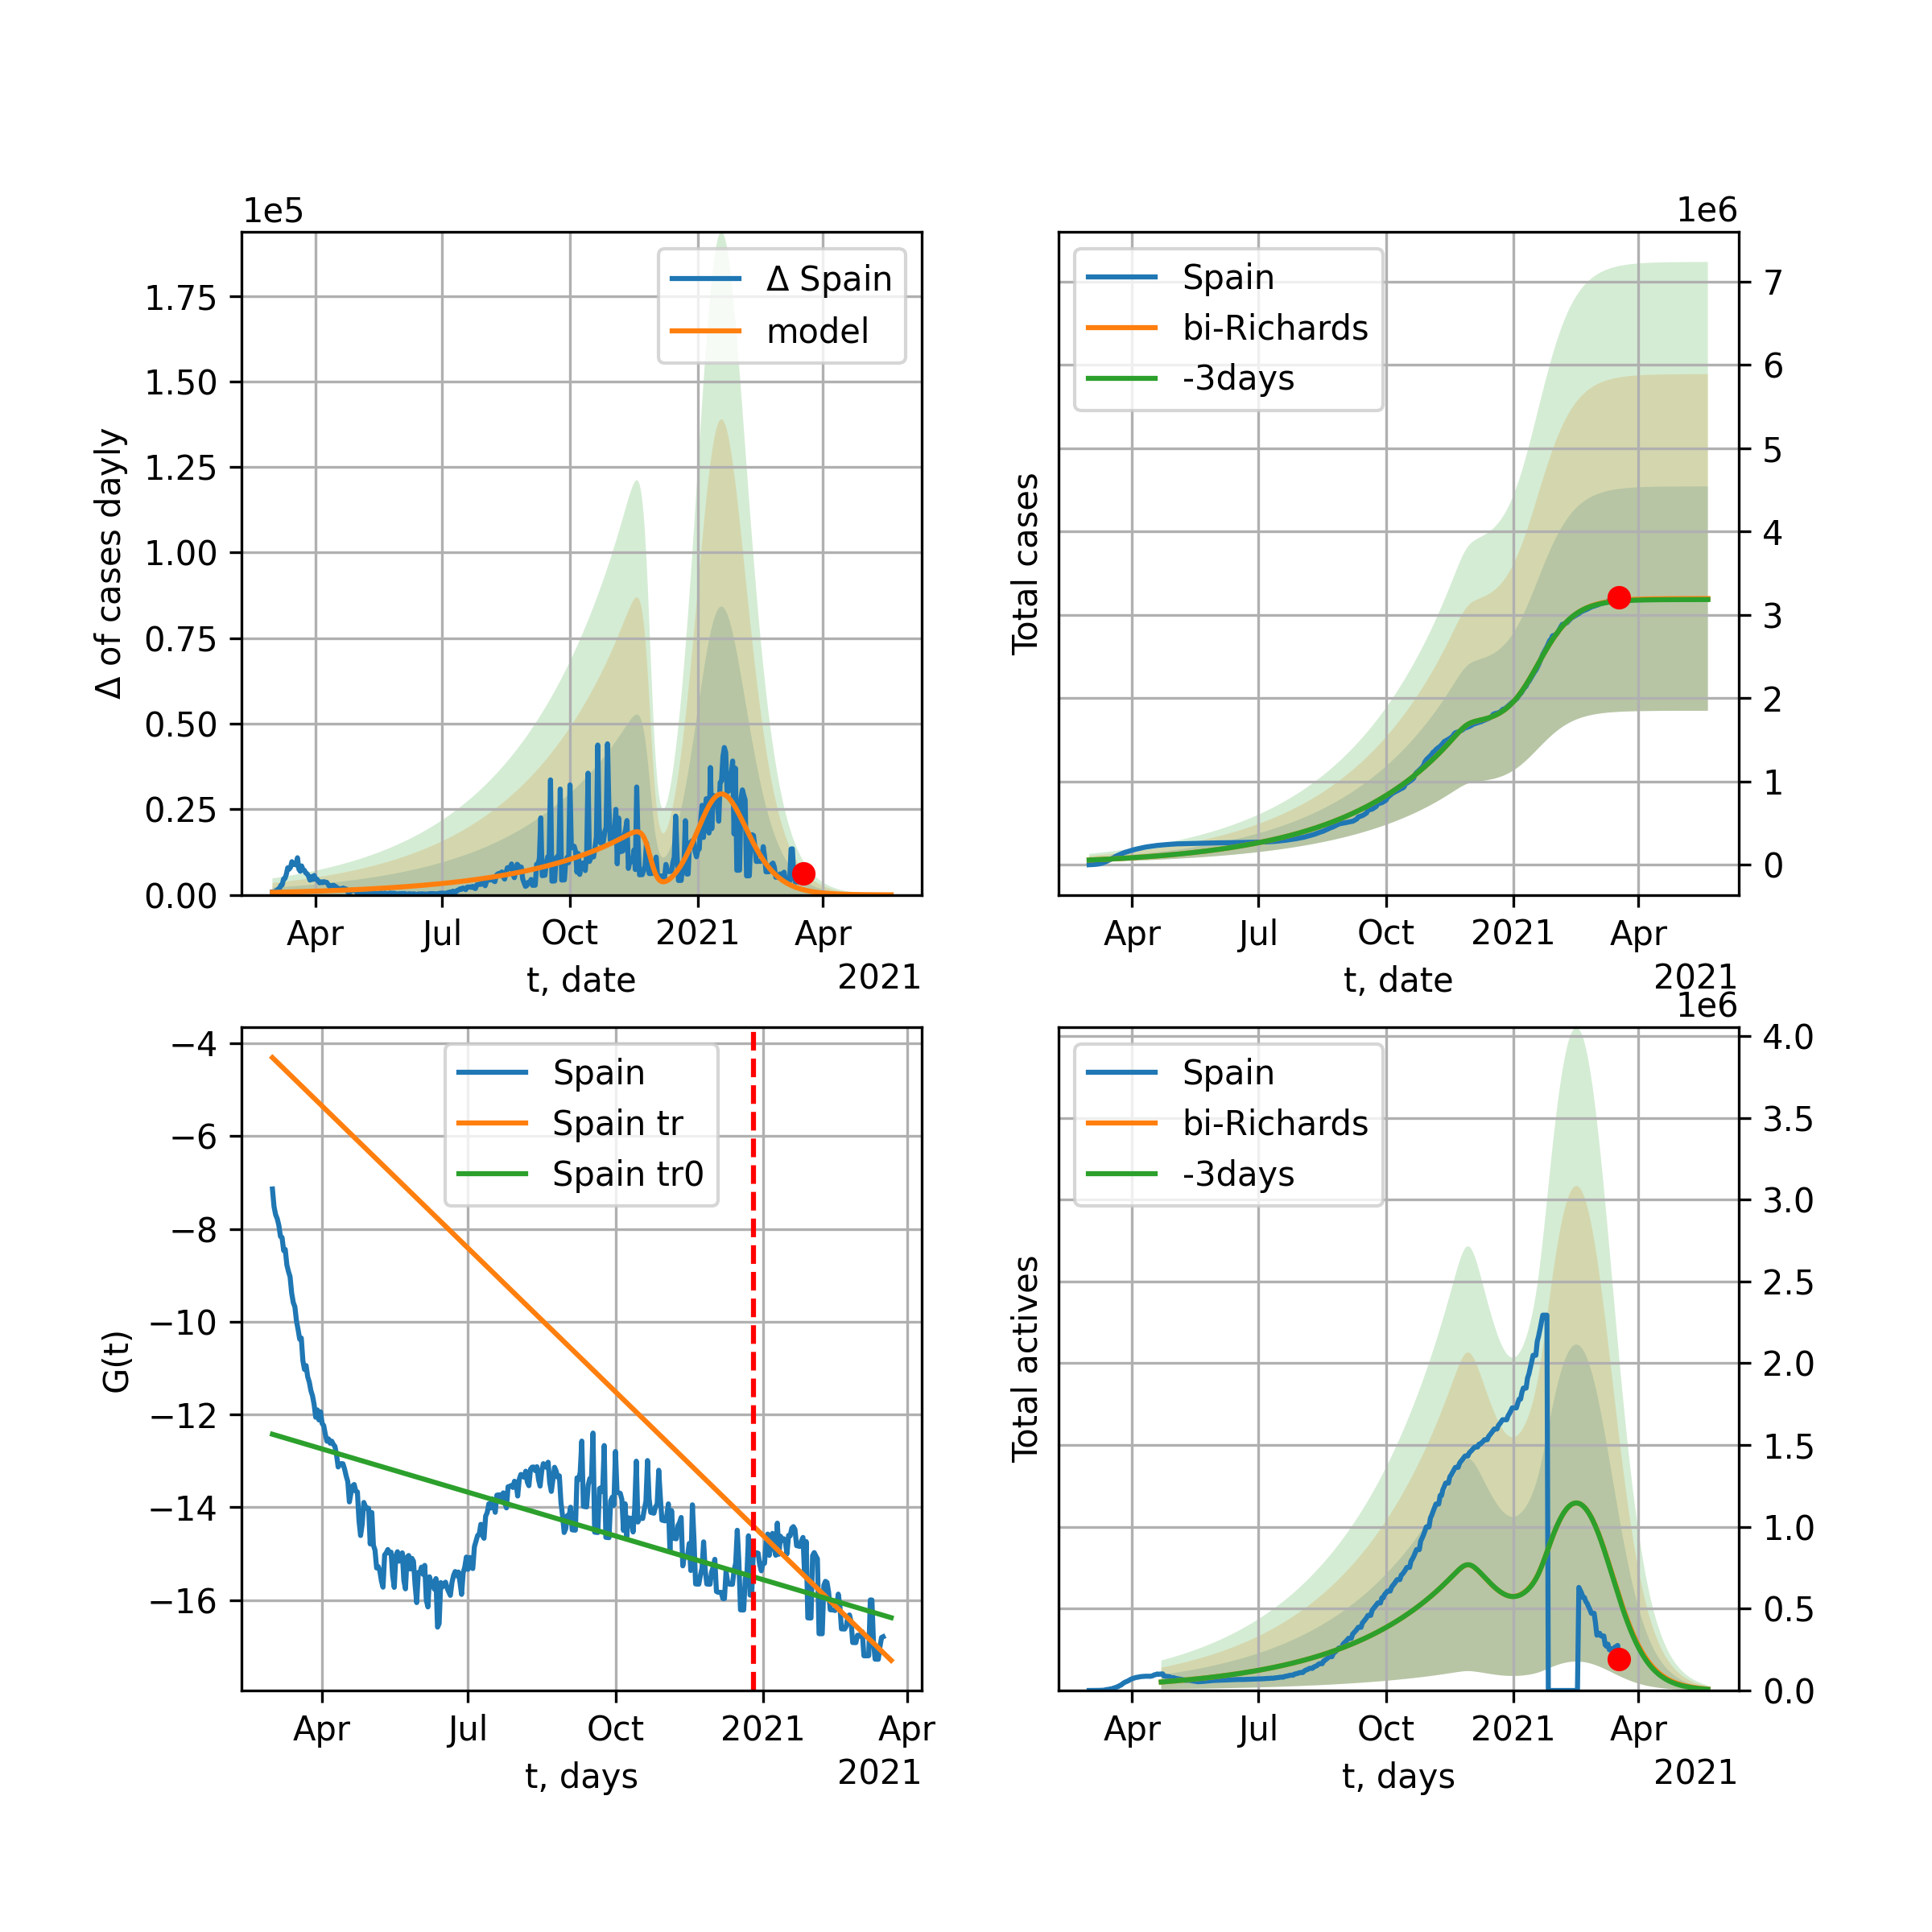 1e5
Δ of cases dayly
1.75
1.50
1.25
1.00
0.75
0.50
0.25
0.00
Δ Spain
model
Apr Jul Oct 2021 Apr
t, date
2021
1e6
Total cases
Spain
bi-Richards
-3days
7
6
5
4
3
2
1
0
Apr Jul Oct 2021 Apr
t, date
2021
G(t)
−4
−6
−8
−10
−12
−14
−16
Spain
Spain tr
Spain tr0
Apr Jul Oct 2021 Apr
t, days
2021
1e6
Total actives
Spain
bi-Richards
-3days
4.0
3.5
3.0
2.5
2.0
1.5
1.0
0.5
0.0
Apr Jul Oct 2021 Apr
t, days
2021